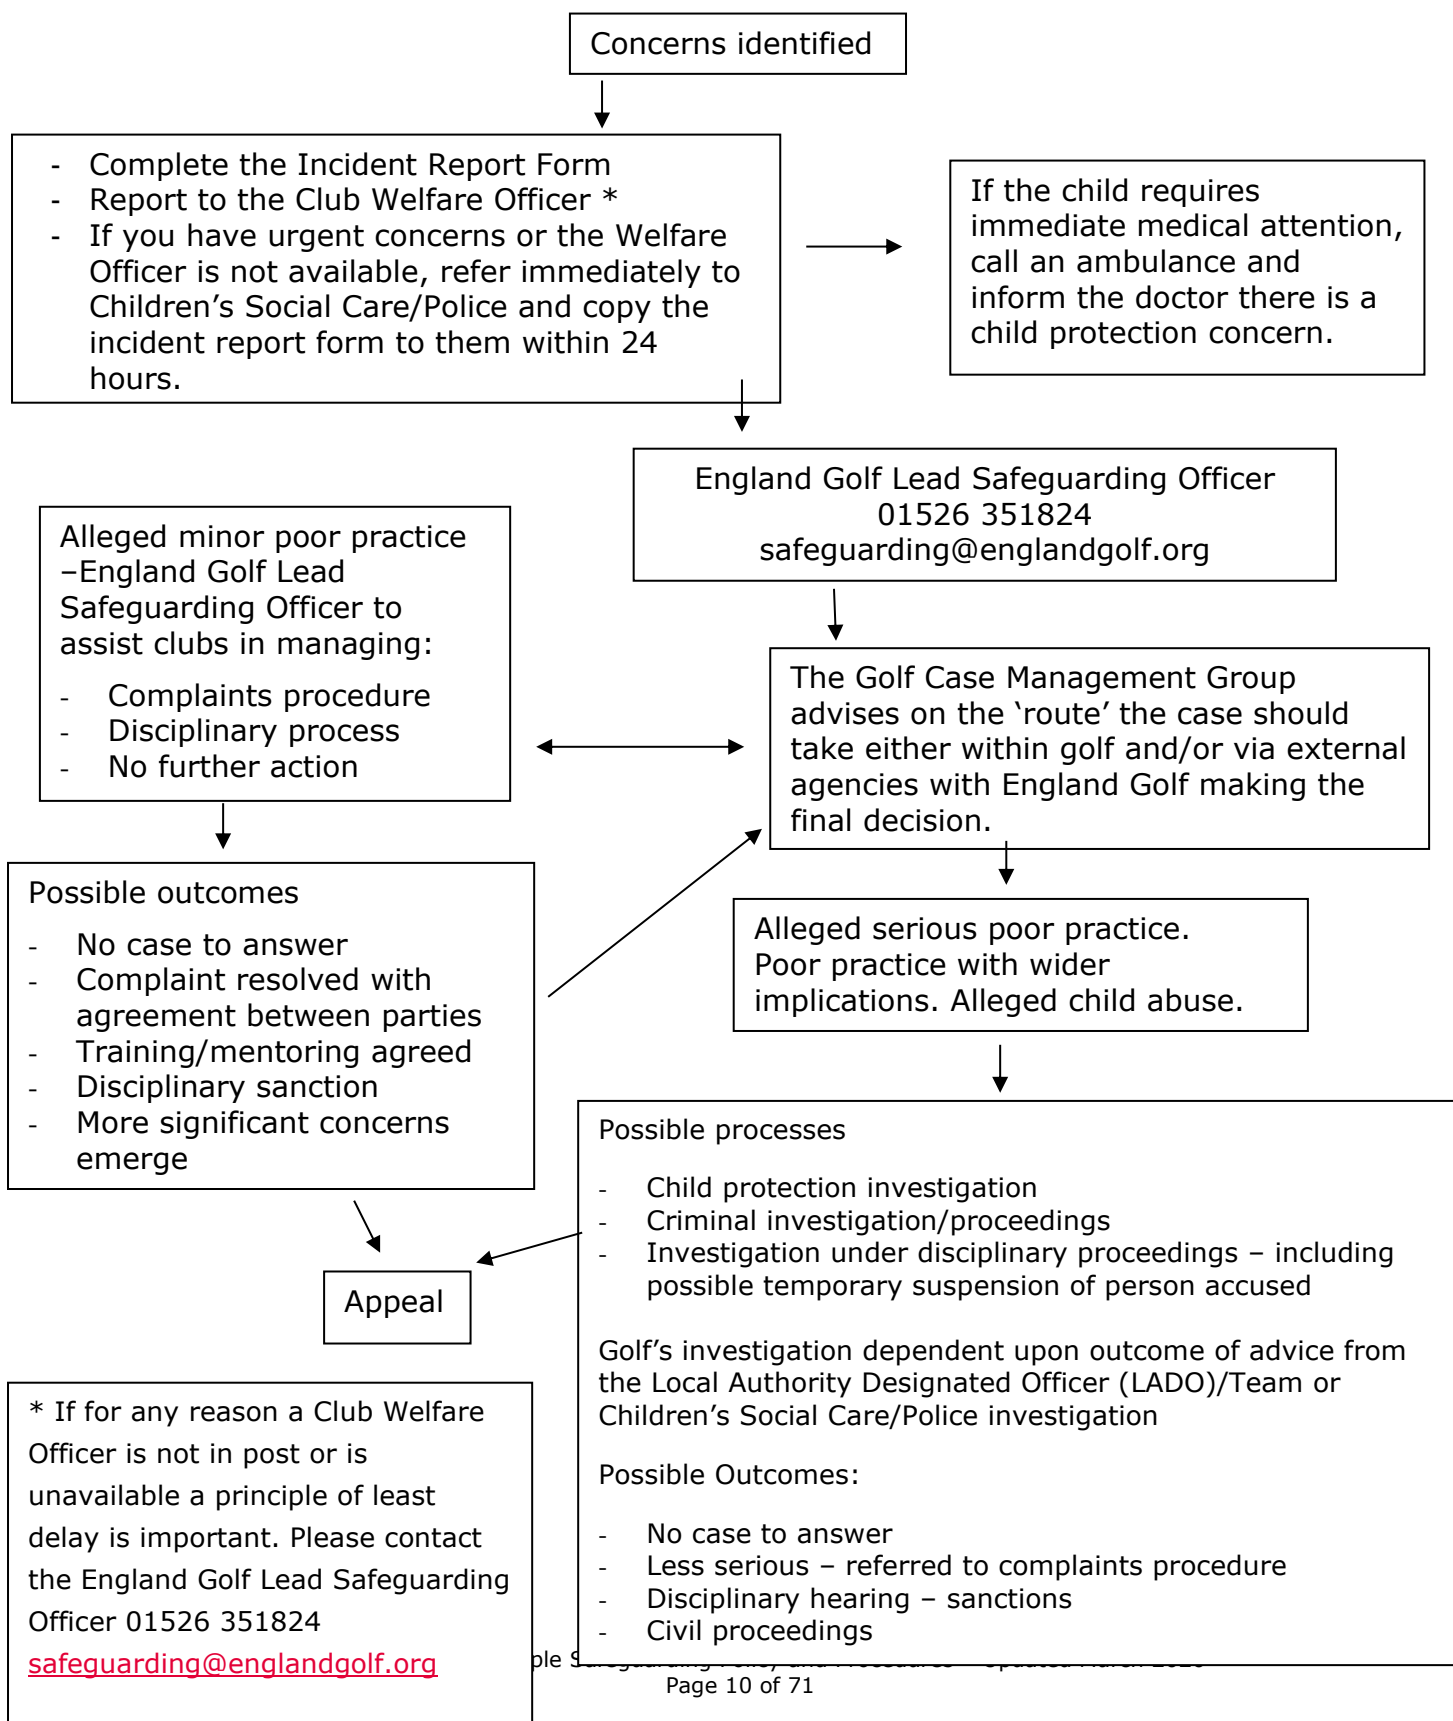 Concerns identified
- Complete the Incident Report Form
- Report to the Club Welfare Officer *
- If you have urgent concerns or the Welfare
Officer is not available, refer immediately to
Children’s Social Care/Police and copy the
incident report form to them within 24
hours.
If the child requires
immediate medical attention,
call an ambulance and
inform the doctor there is a
child protection concern.
England Golf Lead Safeguarding Officer
01526 351824
safeguarding@englandgolf.org
Alleged minor poor practice
–England Golf Lead
Safeguarding Officer to
assist clubs in managing:
- Complaints procedure
- Disciplinary process
- No further action
The Golf Case Management Group
advises on the ‘route’ the case should
take either within golf and/or via external
agencies with England Golf making the
final decision.
Possible outcomes
- No case to answer
- Complaint resolved with
agreement between parties
- Training/mentoring agreed
- Disciplinary sanction
- More significant concerns
emerge
Alleged serious poor practice.
Poor practice with wider
implications. Alleged child abuse.
Possible processes
- Child protection investigation
- Criminal investigation/proceedings
- Investigation under disciplinary proceedings – including
possible temporary suspension of person accused
Golf’s investigation dependent upon outcome of advice from
the Local Authority Designated Officer (LADO)/Team or
Children’s Social Care/Police investigation
Possible Outcomes:
- No case to answer
- Less serious – referred to complaints procedure
- Disciplinary hearing – sanctions
- Civil proceedings
Appeal
* If for any reason a Club Welfare
Officer is not in post or is
unavailable a principle of least
delay is important. Please contact
the England Golf Lead Safeguarding
Officer 01526 351824
safeguarding@englandgolf.org
ple Safeguarding Policy and Procedures
Page 10 of 71